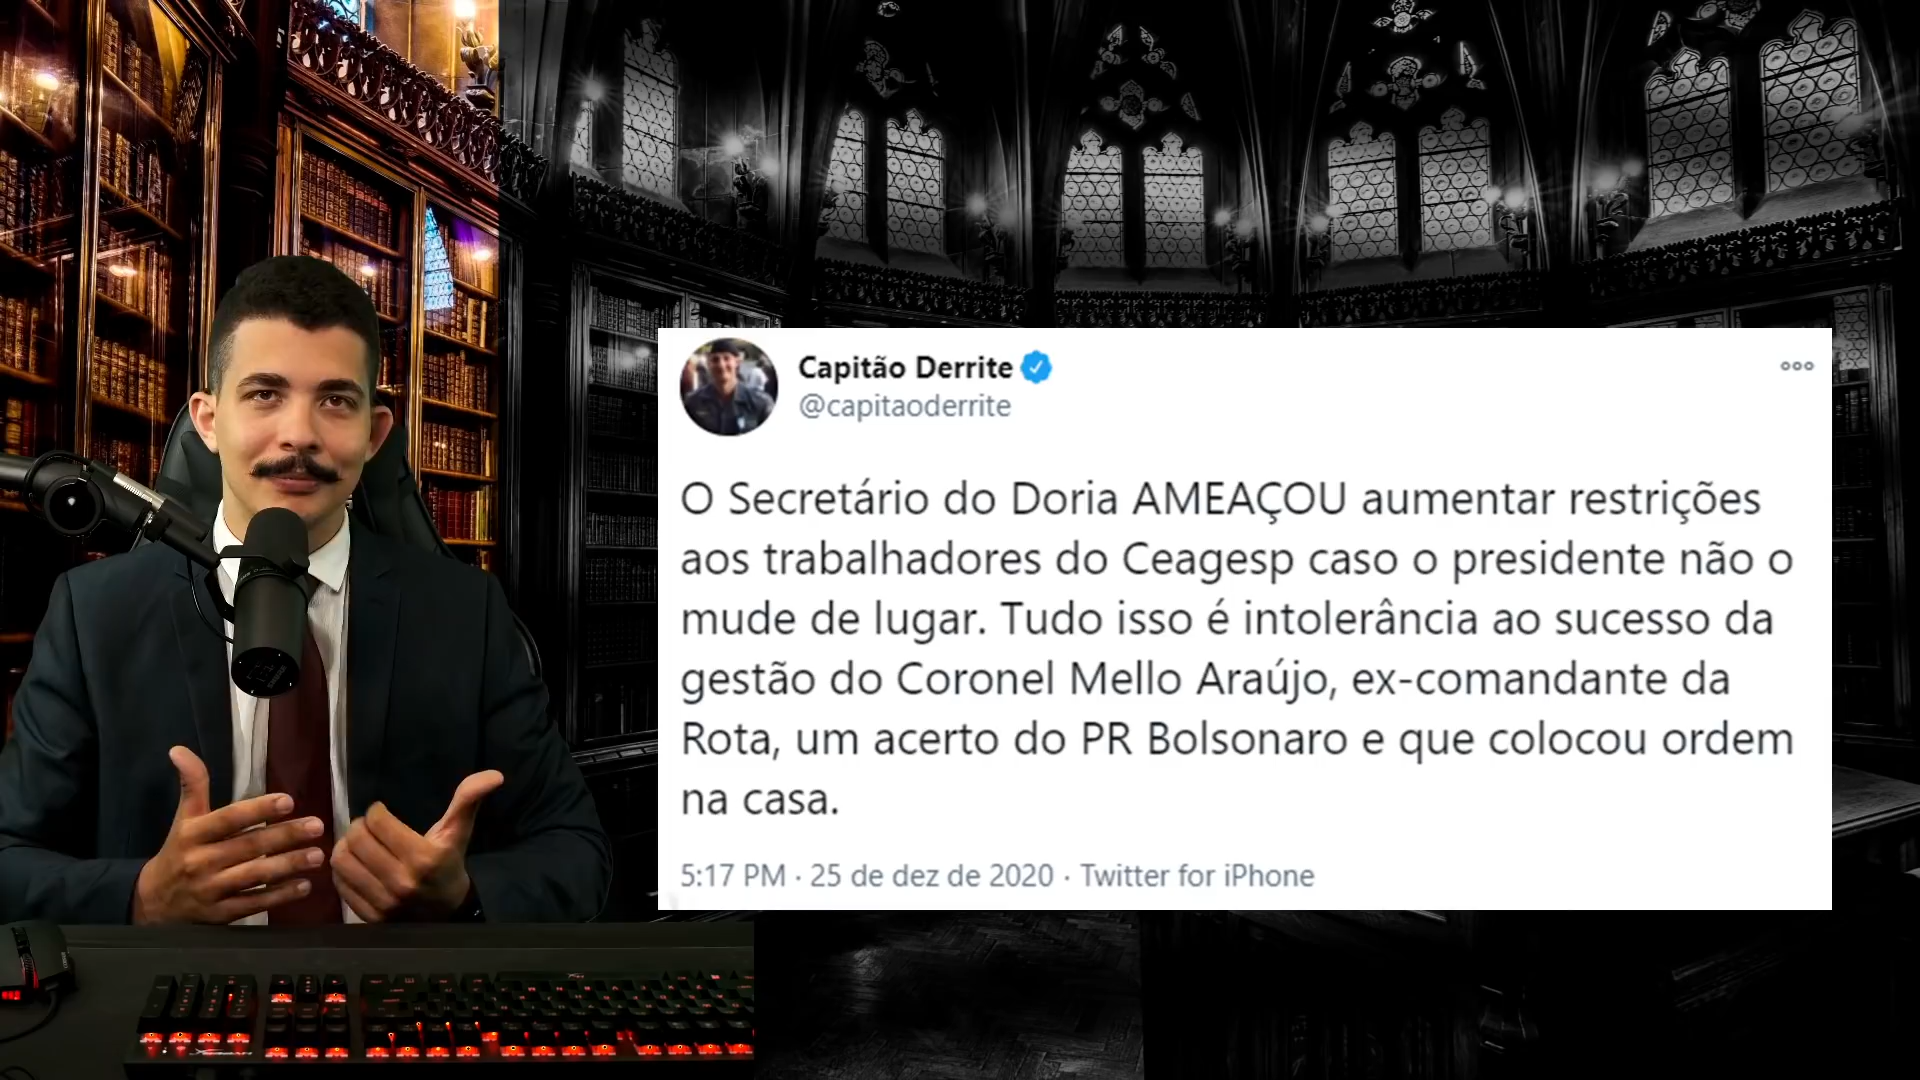 Capitão Derrite
@capitaoderrite
O Secretário do Doria AMEAÇOU aumentar restrições
aos trabalhadores do Ceagesp caso o presidente não o
mude de lugar. Tudo isso é intolerância ao sucesso da
gestão do Coronel Mello Araújo, ex-comandante da
Rota, um acerto do PR Bolsonaro e que colocou ordem
na casa.
5:17 PM · 25 de dez de 2020 · Twitter for iPhone